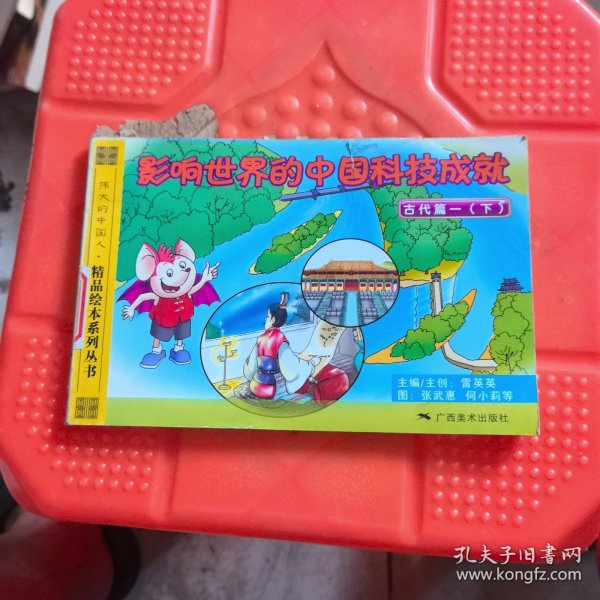 影响世界的中国科技成就
古代篇一（下）
伟大的中国人·
精品绘本系列丛书
主编/主创：雷英英
图：张武惠 何小莉等
广西美术出版社
孔夫子旧书网
www.kongfz.com